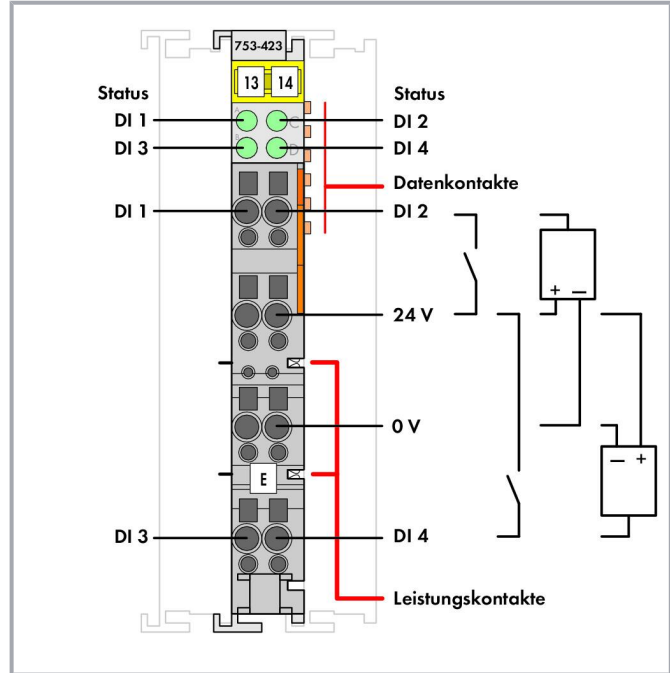 753-423
13 14
Status Status
A C
DI 1 DI 2
B D
DI 3 DI 4
Datenkontakte
DI 1 DI 2
+ −
24 V
0 V
− +
E
DI 3 DI 4
Leistungskontakte